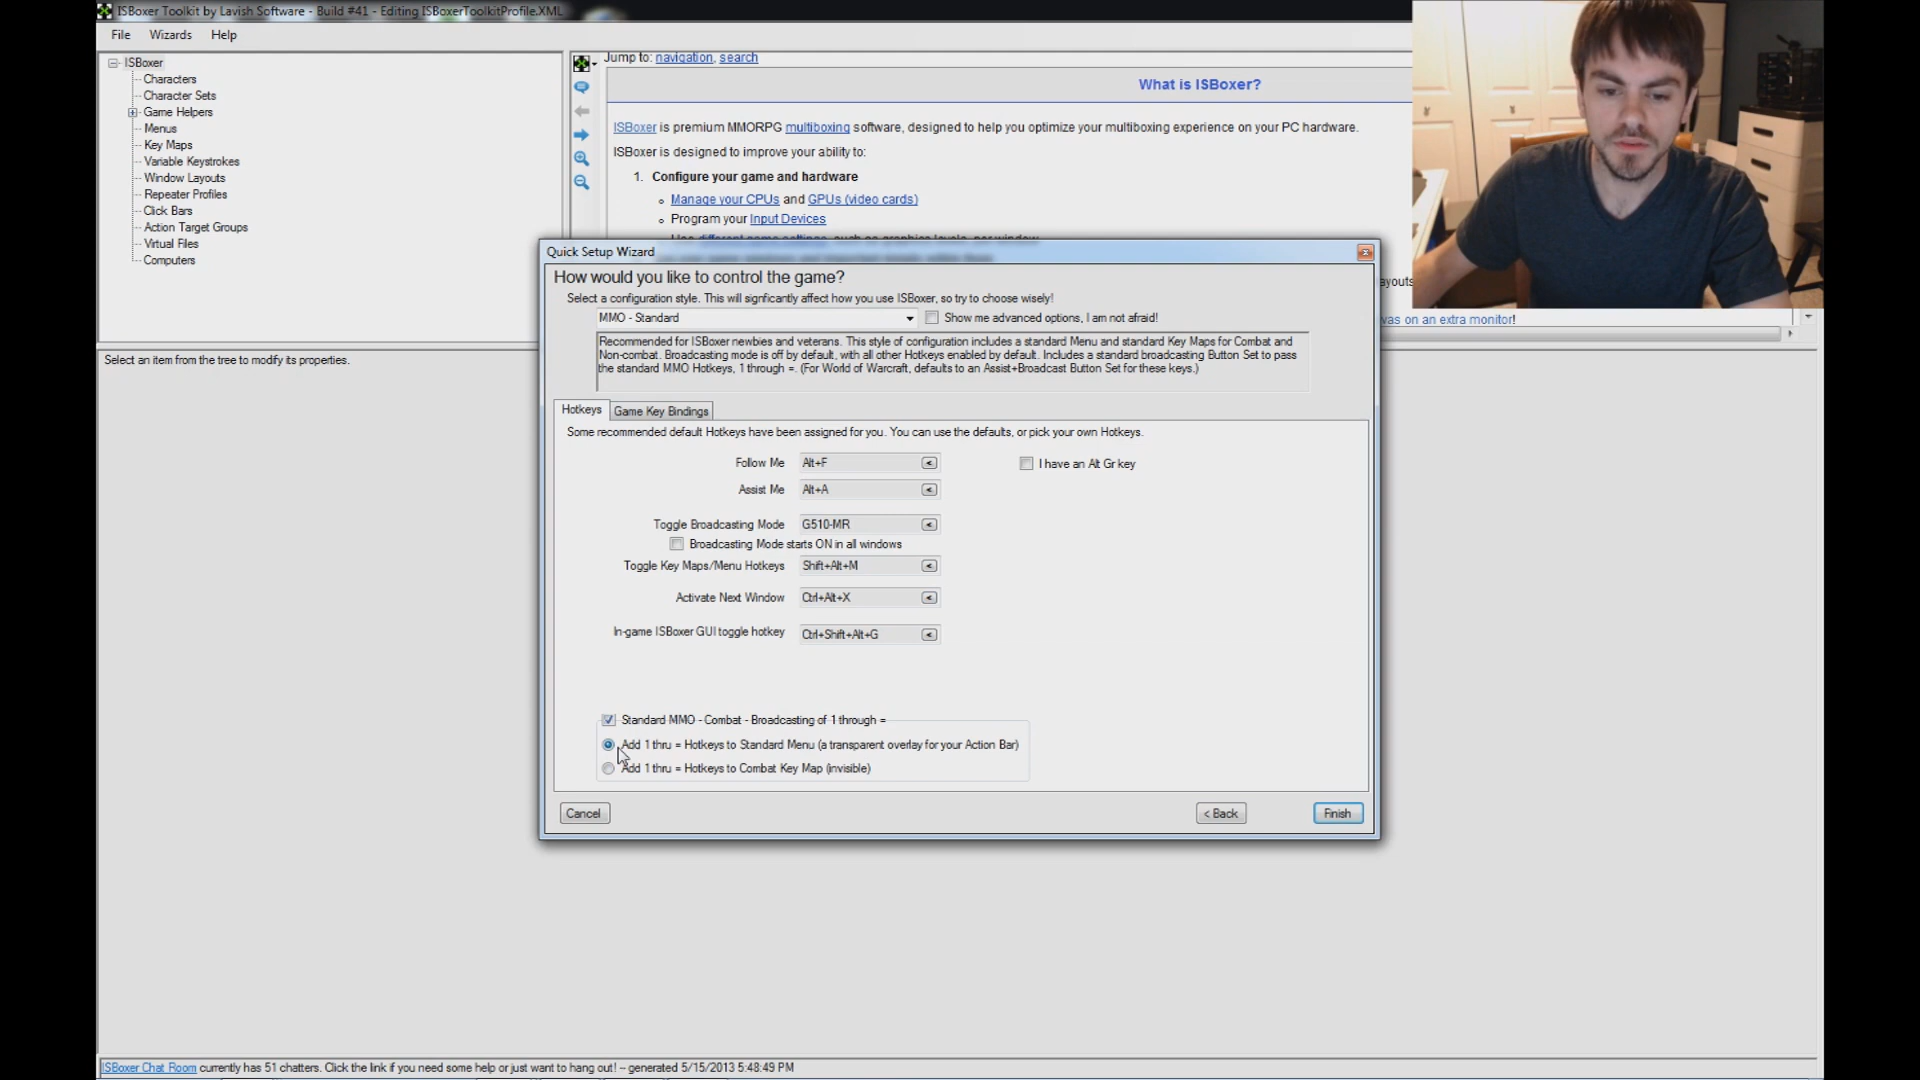 ISBoxer Toolkit by Lavish Software - Build #41 - Editing ISBoxerToolkitProfile.XML
File Wizards Help
ISBoxer
Characters
Character Sets
Game Helpers
Menus
Key Maps
Variable Keystrokes
Window Layouts
Repeater Profiles
Click Bars
Action Target Groups
Virtual Files
Computers
Select an item from the tree to modify its properties.
Jump to: navigation, search
What is ISBoxer?
ISBoxer is premium MMORPG multiboxing software, designed to help you optimize your multiboxing experience on your PC hardware.
ISBoxer is designed to improve your ability to:
1. Configure your game and hardware
Manage your CPUs and GPUs (video cards)
Program your Input Devices
Use different game settings, such as graphics levels, per window
ayouts
vas on an extra monitor!
Quick Setup Wizard
How would you like to control the game?
Select a configuration style. This will signficantly affect how you use ISBoxer, so try to choose wisely!
MMO - Standard
Show me advanced options, I am not afraid!
Recommended for ISBoxer newbies and veterans. This style of configuration includes a standard Menu and standard Key Maps for Combat and
Non-combat. Broadcasting mode is off by default, with all other Hotkeys enabled by default. Includes a standard broadcasting Button Set to pass
the standard MMO Hotkeys, 1 through =. (For World of Warcraft, defaults to an Assist+Broadcast Button Set for these keys.)
Hotkeys Game Key Bindings
Some recommended default Hotkeys have been assigned for you. You can use the defaults, or pick your own Hotkeys.
Follow Me Alt+F <
I have an Alt Gr key
Assist Me Alt+A <
Toggle Broadcasting Mode G510-MR <
Broadcasting Mode starts ON in all windows
Toggle Key Maps/Menu Hotkeys Shift+Alt+M <
Activate Next Window Ctrl+Alt+X <
In-game ISBoxer GUI toggle hotkey Ctrl+Shift+Alt+G <
Standard MMO - Combat - Broadcasting of 1 through =
Add 1 thru = Hotkeys to Standard Menu (a transparent overlay for your Action Bar)
Add 1 thru = Hotkeys to Combat Key Map (invisible)
Cancel < Back Finish
ISBoxer Chat Room currently has 51 chatters. Click the link if you need some help or just want to hang out! -- generated 5/15/2013 5:48:49 PM